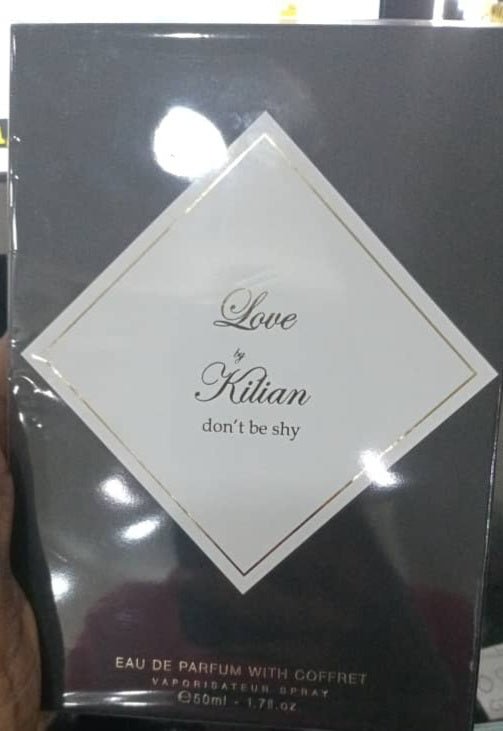 Love
by
Kilian
don't be shy
EAU DE PARFUM WITH COFFRET
VAPORISATEUR SPRAY
℮50ml - 1.7fl.oz